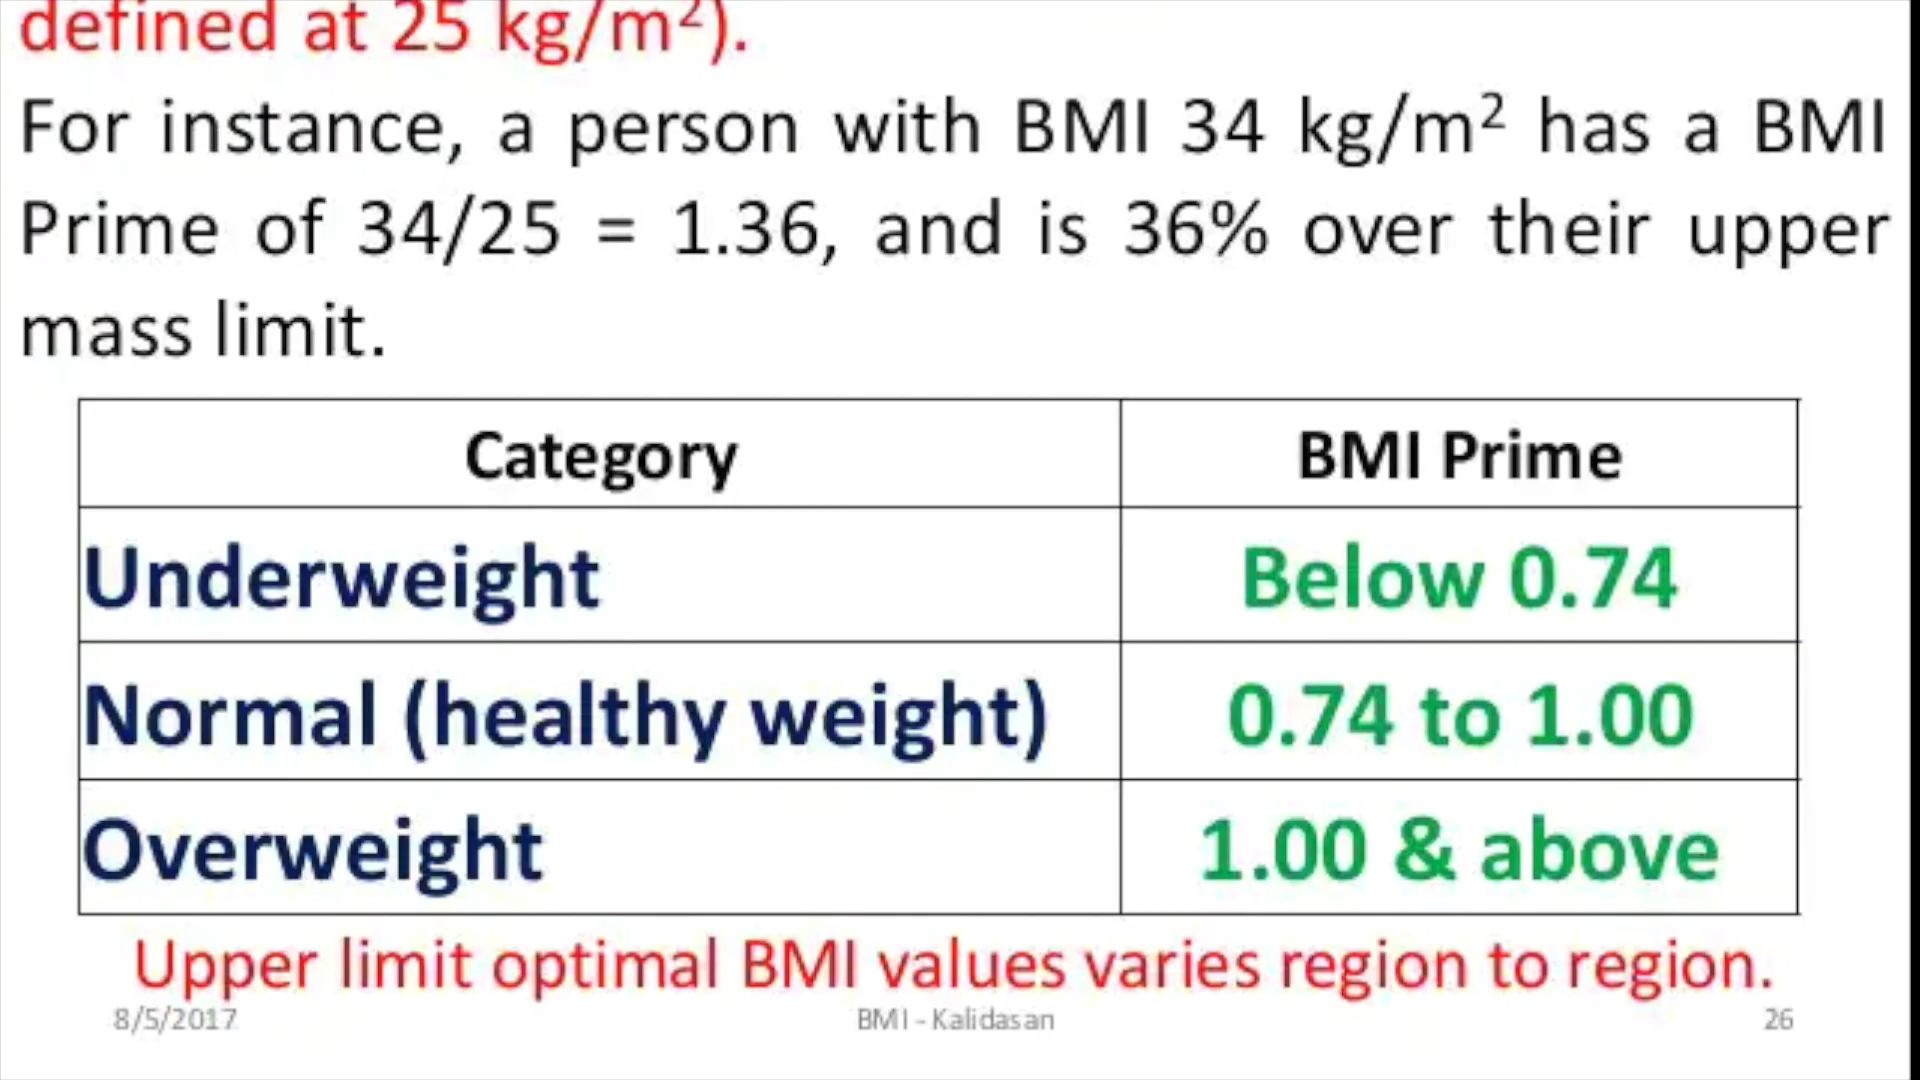 defined at 25 kg/m²).
For instance, a person with BMI 34 kg/m² has a BMI
Prime of 34/25 = 1.36, and is 36% over their upper
mass limit.
Category BMI Prime
Underweight Below 0.74
Normal (healthy weight) 0.74 to 1.00
Overweight 1.00 & above
Upper limit optimal BMI values varies region to region.
8/5/2017 BMI - Kalidasan 26